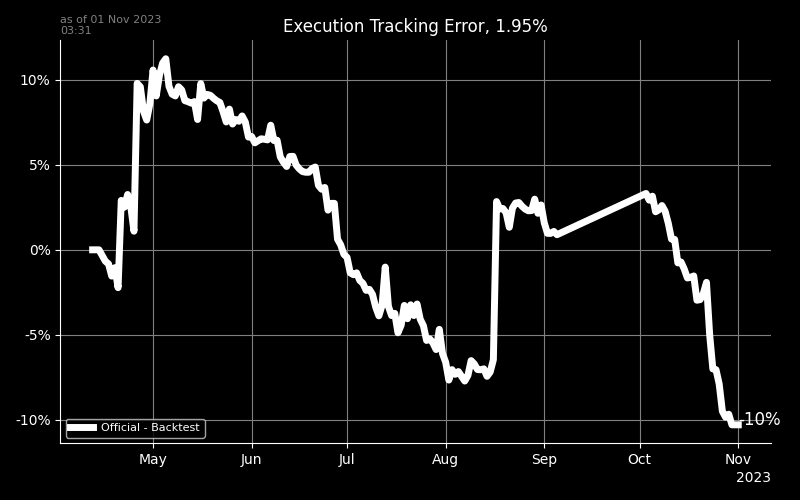 as of 01 Nov 2023
03:31
Execution Tracking Error, 1.95%
10%
5%
0%
-5%
-10%
-10%
Official - Backtest
May
Jun
Jul
Aug
Sep
Oct
Nov
2023